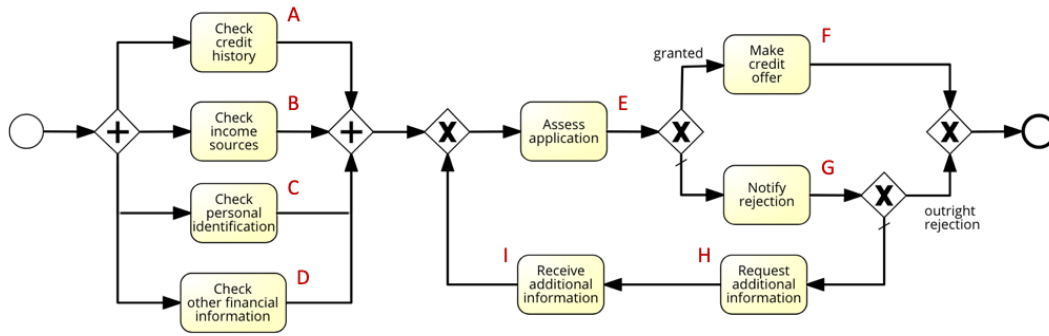 A
Check
credit
history
B
Check
income
sources
C
Check
personal
identification
D
Check
other financial
information
E
Assess
application
granted
F
Make
credit
offer
G
Notify
rejection
outright
rejection
H
Request
additional
information
I
Receive
additional
information